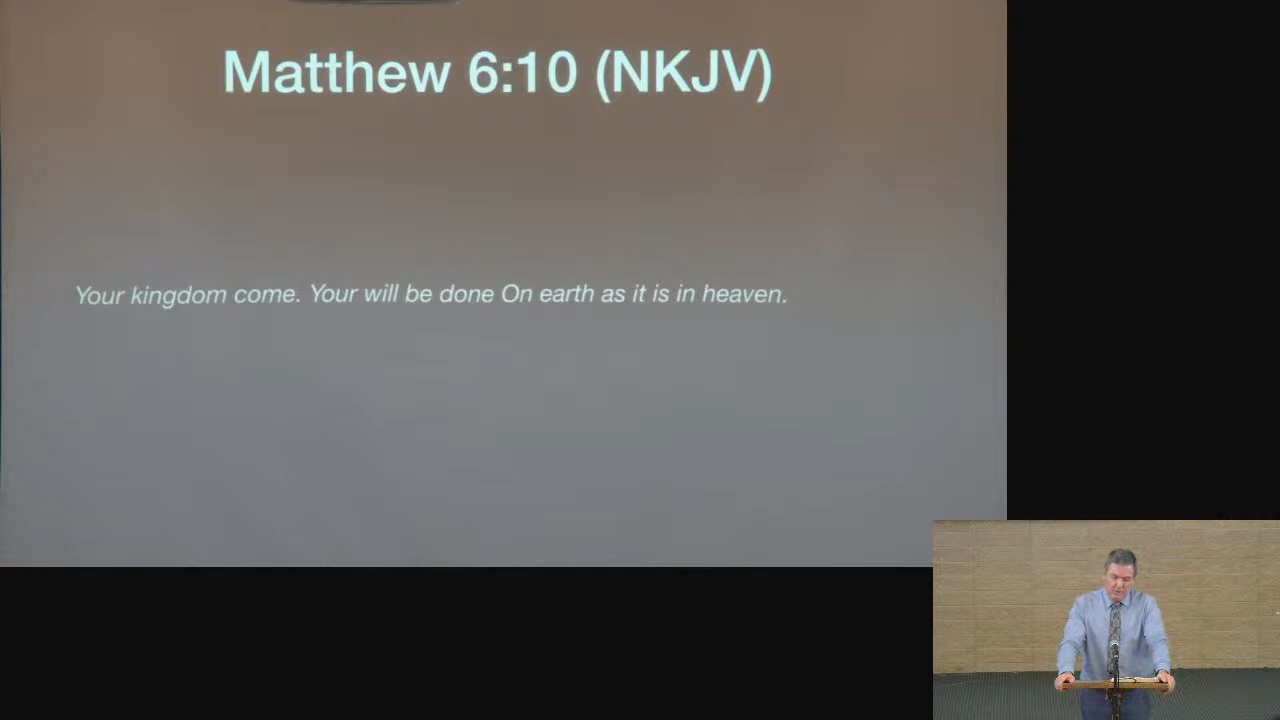 Matthew 6:10 (NKJV)
Your kingdom come. Your will be done On earth as it is in heaven.